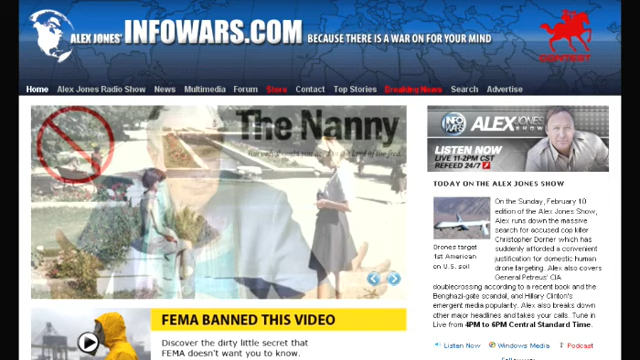 ALEX JONES' INFOWARS.COM BECAUSE THERE IS A WAR ON FOR YOUR MIND
Home Alex Jones Radio Show News Multimedia Forum Store Contact Top Stories Breaking News Search Advertise
The Nanny
INFO WARS ALEX JONES SHOW
LISTEN NOW
LIVE 11-2PM CST
REFEED 24/7
TODAY ON THE ALEX JONES SHOW
On the Sunday, February 10
edition of the Alex Jones Show,
Alex runs down the massive
search for accused cop killer
Christopher Dorner which has
suddenly afforded a convenient
justification for domestic human
drone targeting. Alex also covers
General Petreus' CIA
Drones target
1st American
on U.S. soil
doublecrossing according to a recent book and the
Benghazi-gate scandal, and Hillary Clinton's
emergent media popularity. Alex also breaks down
other major headlines and takes your calls. Tune in
Live from 4PM to 6PM Central Standard Time.
Listen Now Windows Media Podcast
FEMA BANNED THIS VIDEO
Discover the dirty little secret that
FEMA doesn't want you to know.